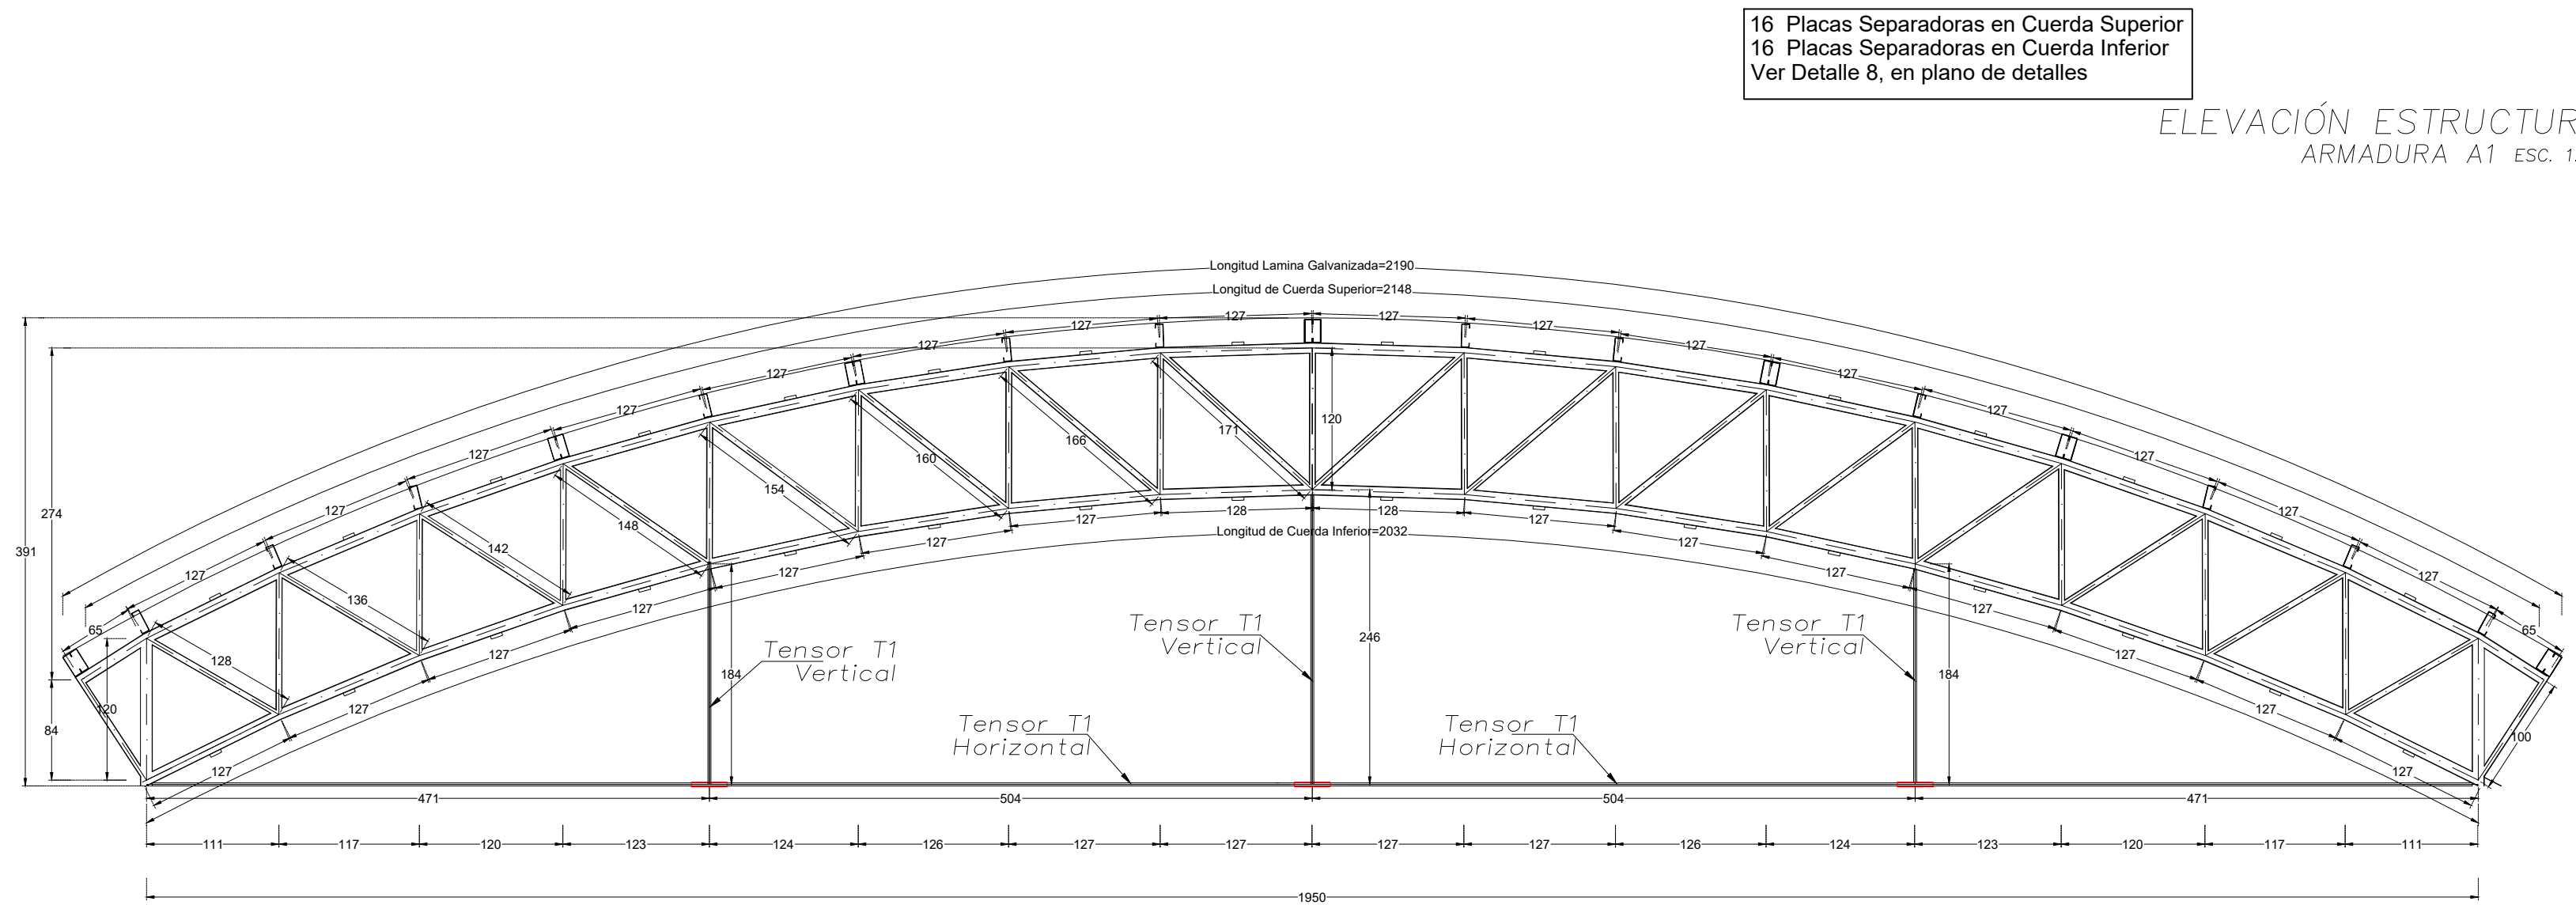 16 Placas Separadoras en Cuerda Superior
16 Placas Separadoras en Cuerda Inferior
Ver Detalle 8, en plano de detalles
ELEVACIÓN ESTRUCTUR
ARMADURA A1 ESC. 1:
Longitud Lamina Galvanizada=2190
Longitud de Cuerda Superior=2148
127 127 127 127
127 127
127 127
127 127
127 127
127 127
127 127
65 65
120
171
166
160
154
148
142
136
128
274
391
84
120
100
128 128
127 127
Longitud de Cuerda Inferior=2032
127 127
127 127
127 127
127 127
127 127
127 127
184
246
184
Tensor T1
Vertical
Tensor T1
Vertical
Tensor T1
Vertical
Tensor T1
Horizontal
Tensor T1
Horizontal
471 504 504 471
111 117 120 123 124 126 127 127 127 127 126 124 123 120 117 111
1950